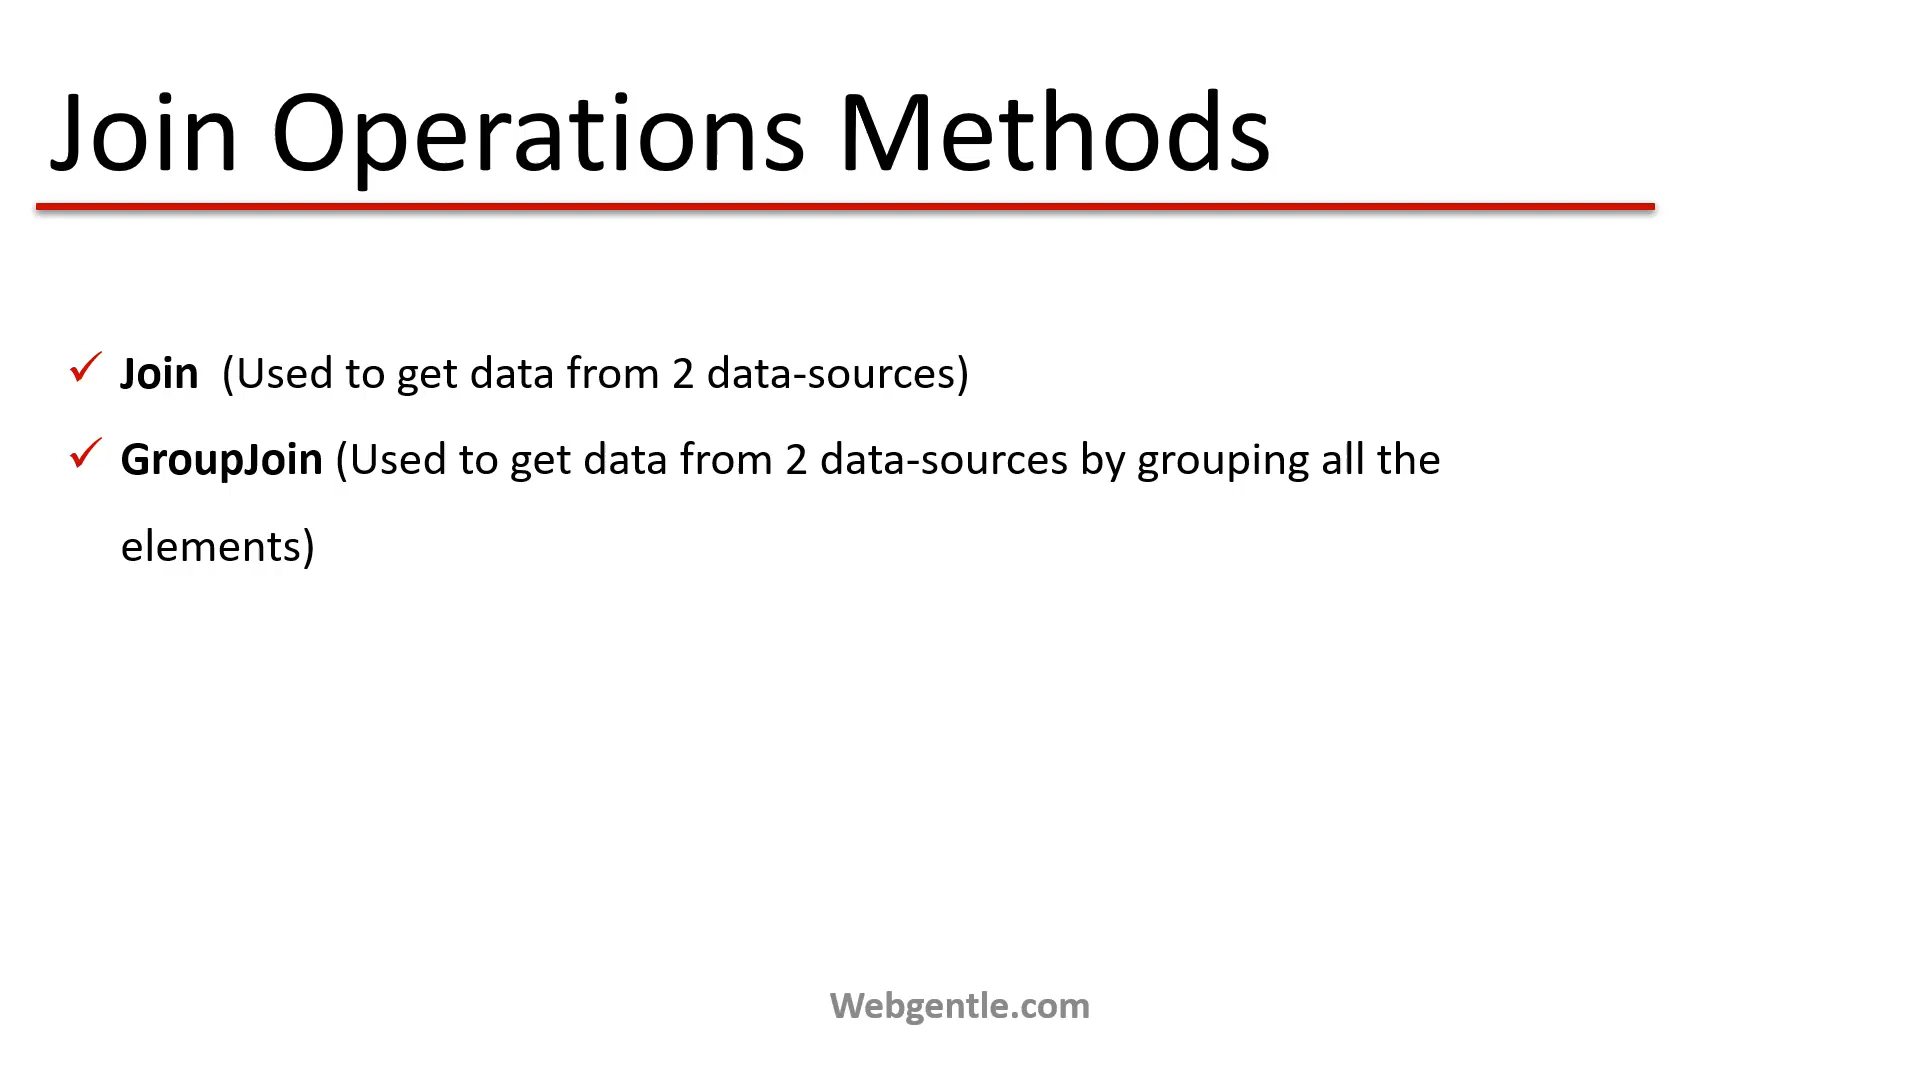 Join Operations Methods
✓ Join (Used to get data from 2 data-sources)
✓ GroupJoin (Used to get data from 2 data-sources by grouping all the
elements)
Webgentle.com